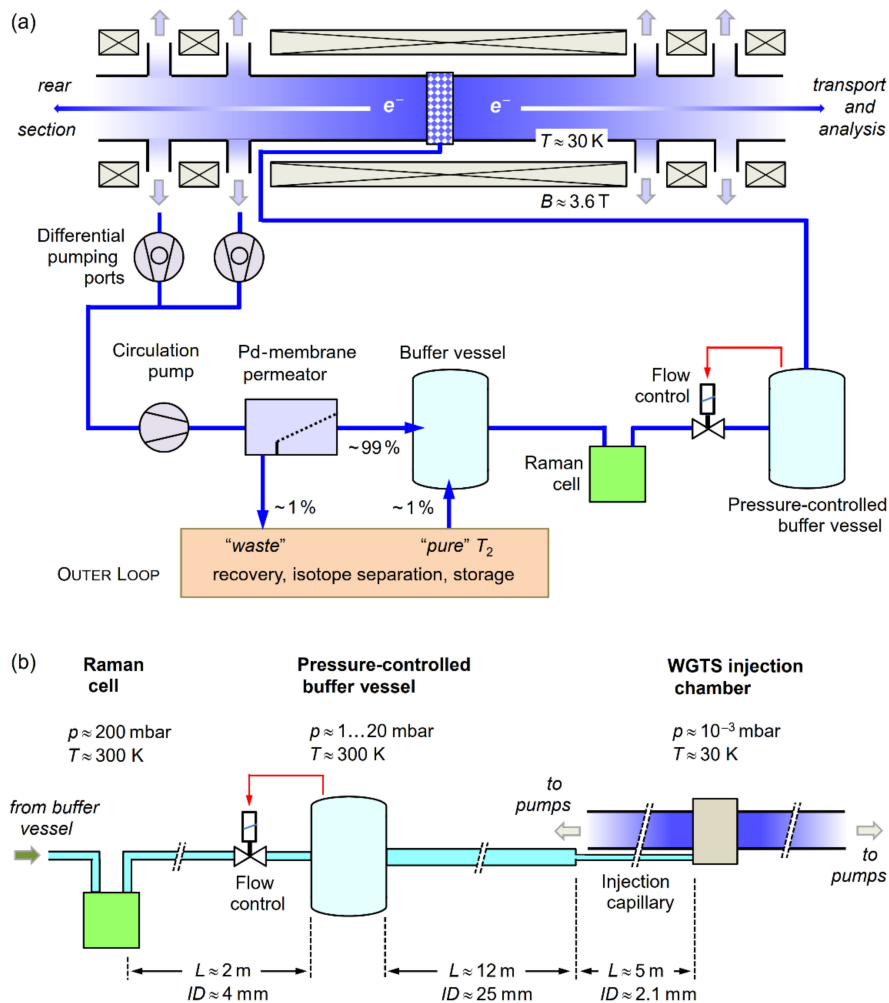 (a)
rear
section
e⁻
e⁻
transport
and
analysis
T ≈ 30 K
B ≈ 3.6 T
Differential
pumping
ports
Circulation
pump
Pd-membrane
permeator
Buffer vessel
Flow
control
~99 %
Raman
cell
Pressure-controlled
buffer vessel
~1 %
~1 %
"waste"
"pure" T₂
OUTER LOOP
recovery, isotope separation, storage
(b)
Raman
cell
Pressure-controlled
buffer vessel
WGTS injection
chamber
p ≈ 200 mbar
T ≈ 300 K
p ≈ 1...20 mbar
T ≈ 300 K
p ≈ 10⁻³ mbar
T ≈ 30 K
from buffer
vessel
to
pumps
to
pumps
Flow
control
Injection
capillary
L ≈ 2 m
ID ≈ 4 mm
L ≈ 12 m
ID ≈ 25 mm
L ≈ 5 m
ID ≈ 2.1 mm